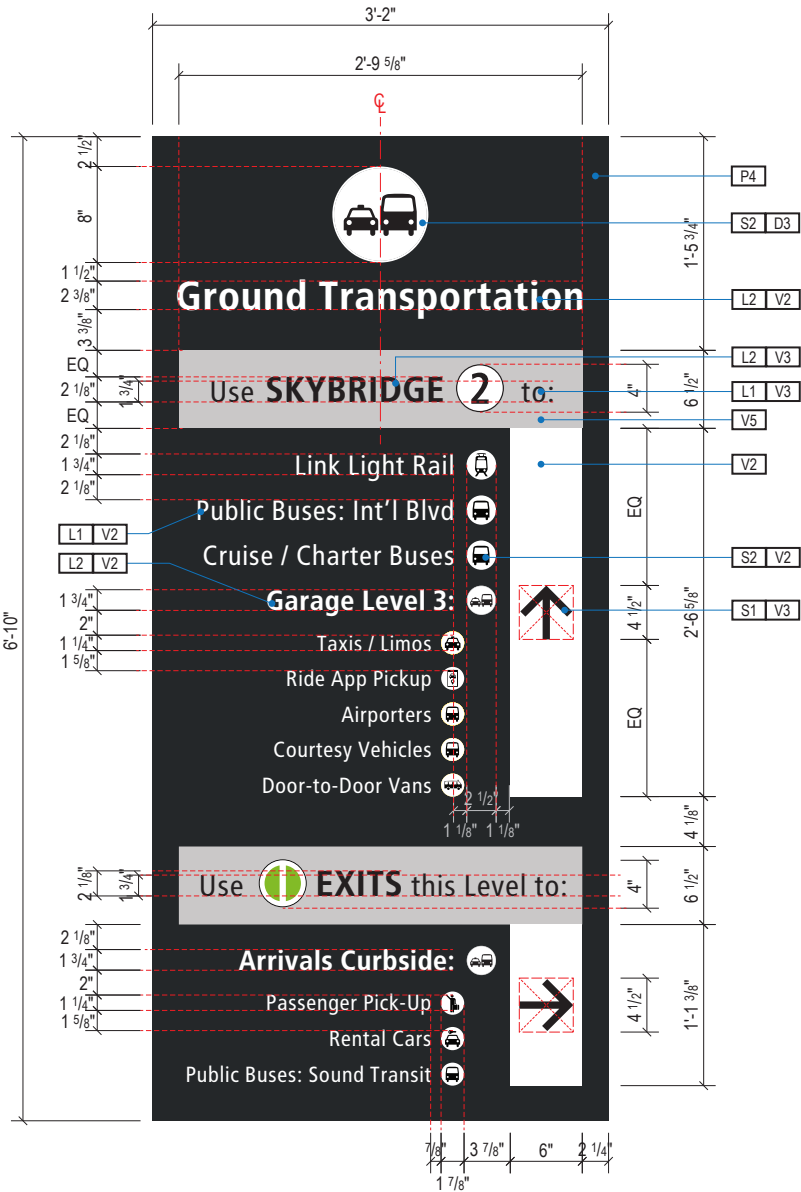 3'-2"
2'-9 5/8"
℄
2 1/2"
P4
8"
S2 D3
1'-5 3/4"
1 1/2"
2 3/8"
Ground Transportation
L2 V2
3 3/8"
EQ
L2 V3
2 1/8"
1 3/4"
Use SKYBRIDGE 2 to:
4"
6 1/2"
L1 V3
EQ
V5
2 1/8"
1 3/4"
Link Light Rail
V2
2 1/8"
Public Buses: Int'l Blvd
EQ
L1 V2
Cruise / Charter Buses
S2 V2
L2 V2
1 3/4"
Garage Level 3:
4 1/2"
2'-6 5/8"
S1 V3
6'-10"
2"
1 1/4"
Taxis / Limos
1 5/8"
Ride App Pickup
Airporters
EQ
Courtesy Vehicles
Door-to-Door Vans
2 1/2"
1 1/8" 1 1/8"
4 1/8"
2 1/8"
1 3/4"
Use EXITS this Level to:
4"
6 1/2"
2 1/8"
1 3/4"
Arrivals Curbside:
2"
1 1/4"
Passenger Pick-Up
4 1/2"
1'-1 3/8"
1 5/8"
Rental Cars
Public Buses: Sound Transit
7/8" 3 7/8" 6" 2 1/4"
1 7/8"